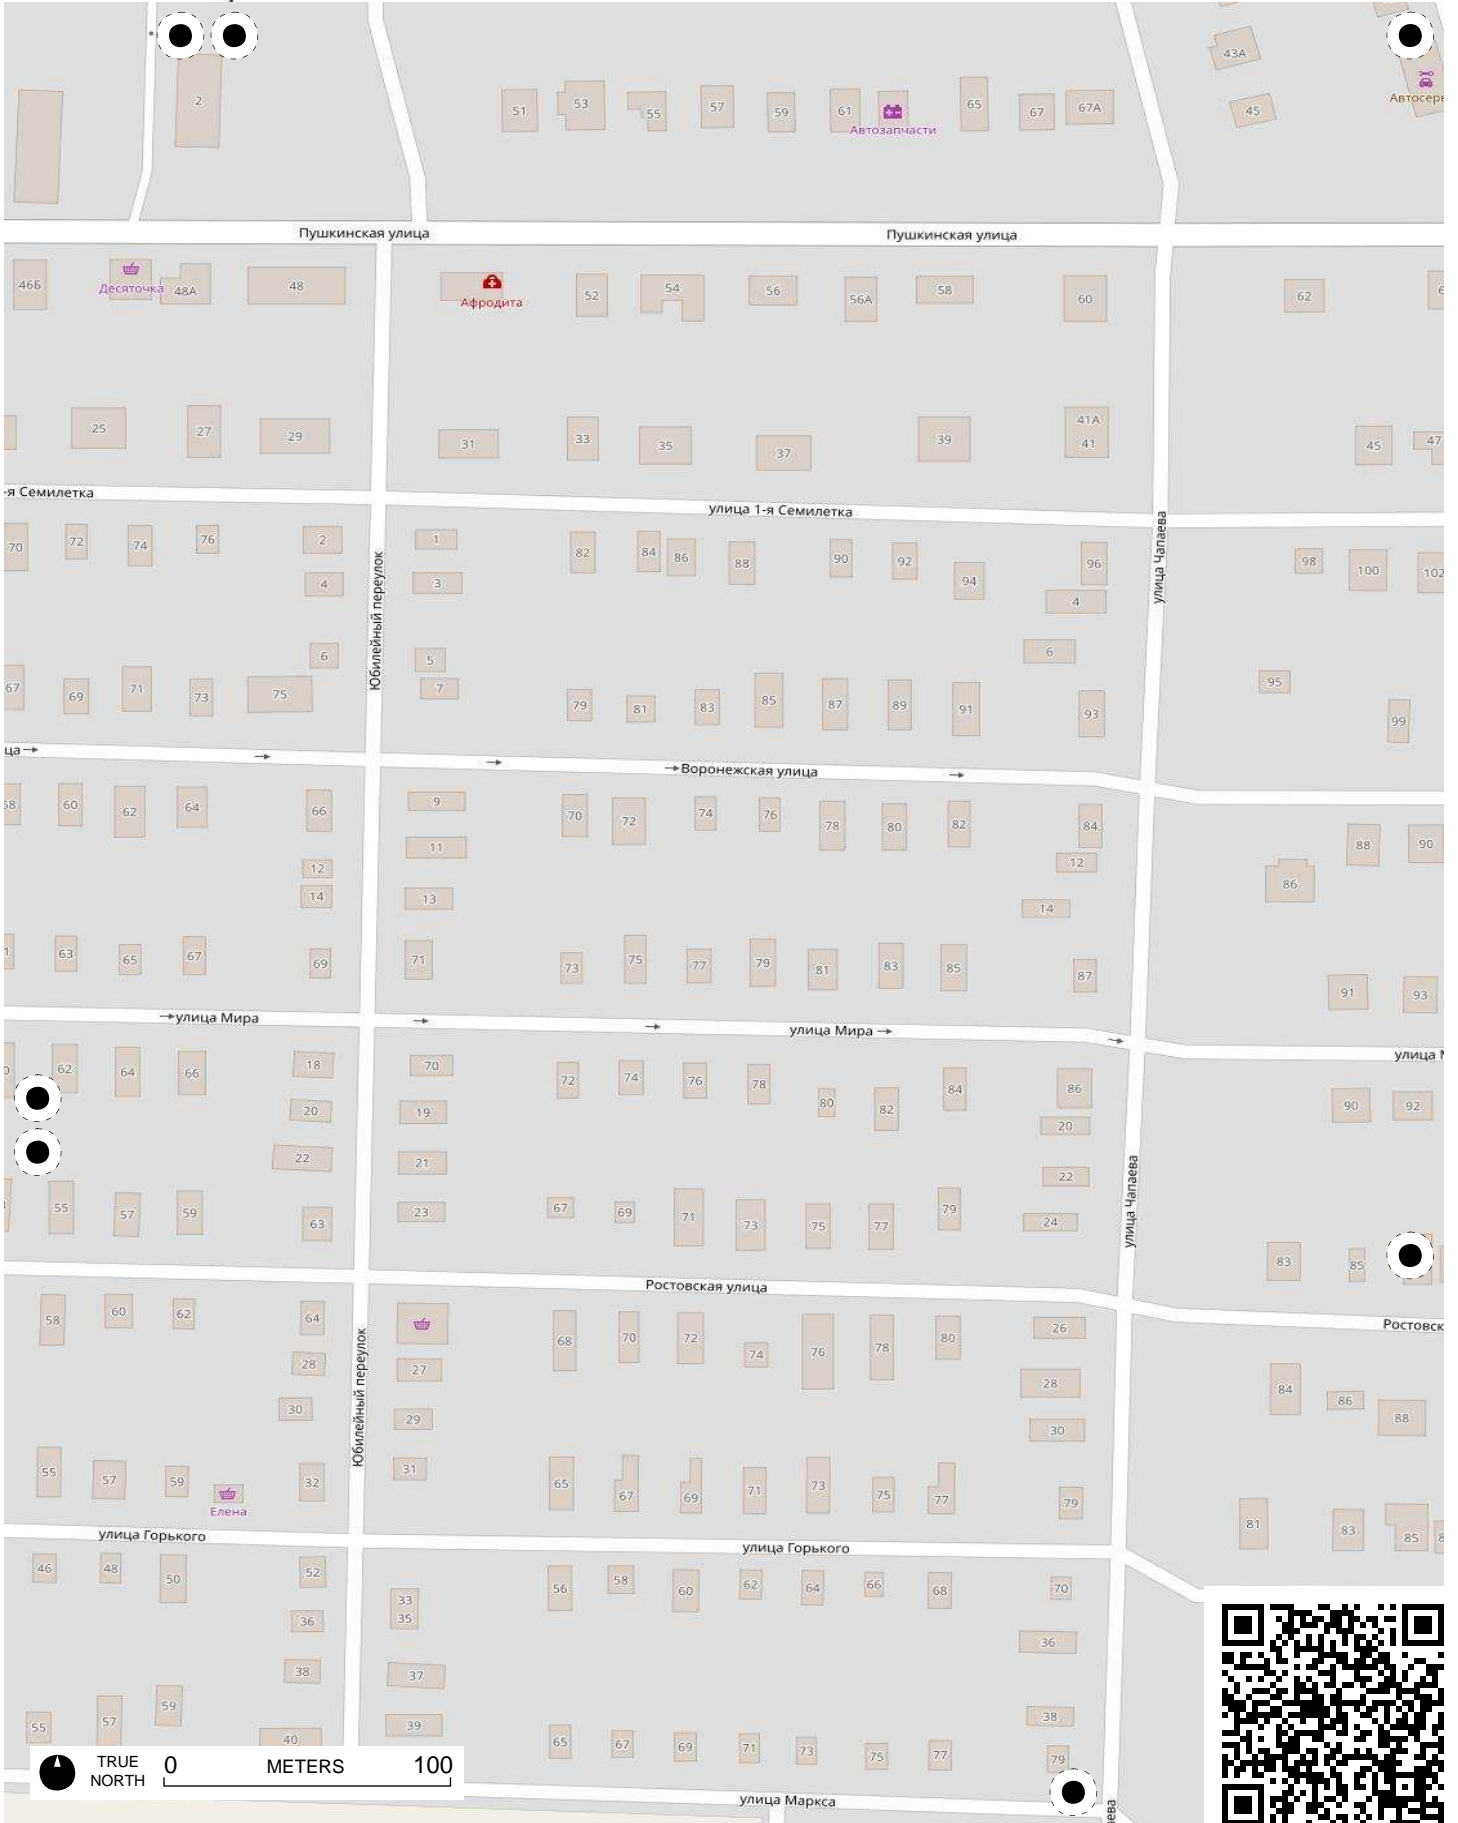 43А
2
51 53 55 57 59 61 65 67 67А 45
Автозапчасти
Пушкинская улица Пушкинская улица
46Б 48А 48 52 54 56 56А 58 60 62
Десяточка
Афродита
25 27 29 31 33 35 37 39 41А 45 47
41
-я Семилетка
улица 1-я Семилетка
70 72 74 76 2 1 82 84 86 88 90 92 94 96 98 100 102
4 3 4
Юбилейный переулок
улица Чапаева
6 5 6
67 69 71 73 75 7 79 81 83 85 87 89 91 93 95 99
ца
Воронежская улица
60 62 64 66 9 70 72 74 76 78 80 82 84 88 90
12 11 12 86
14 13 14
63 65 67 69 71 73 75 77 79 81 83 85 87 91 93
улица Мира улица Мира
62 64 66 18 70 72 74 76 78 80 82 84 86 90 92
20 19 20
22 21 22
улица Чапаева
55 57 59 63 23 67 69 71 73 75 77 79 24 83 85
Ростовская улица
58 60 62 64 68 70 72 74 76 78 80 26
28 27 28 84 86 88
30 29 30
Юбилейный переулок
55 57 59 32 31 65 67 69 71 73 75 77 79 81 83 85
Елена
улица Горького улица Горького
46 48 50 52 33 56 58 60 62 64 66 68 70
36 35 36
38 37
55 57 59 40 39 65 67 69 71 73 75 77 38 79
TRUE NORTH
0 METERS 100
улица Маркса